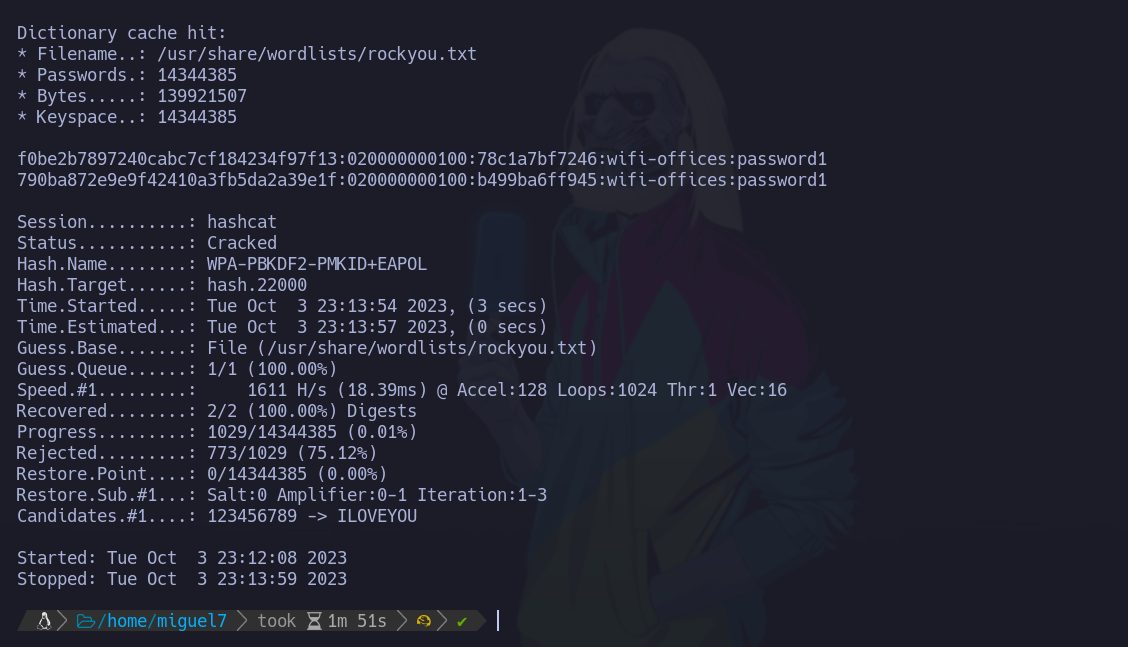 Dictionary cache hit:
* Filename..: /usr/share/wordlists/rockyou.txt
* Passwords.: 14344385
* Bytes.....: 139921507
* Keyspace..: 14344385
f0be2b7897240cabc7cf184234f97f13:020000000100:78c1a7bf7246:wifi-offices:password1
790ba872e9e9f42410a3fb5da2a39e1f:020000000100:b499ba6ff945:wifi-offices:password1
Session..........: hashcat
Status...........: Cracked
Hash.Name........: WPA-PBKDF2-PMKID+EAPOL
Hash.Target......: hash.22000
Time.Started.....: Tue Oct  3 23:13:54 2023, (3 secs)
Time.Estimated...: Tue Oct  3 23:13:57 2023, (0 secs)
Guess.Base.......: File (/usr/share/wordlists/rockyou.txt)
Guess.Queue......: 1/1 (100.00%)
Speed.#1.........:     1611 H/s (18.39ms) @ Accel:128 Loops:1024 Thr:1 Vec:16
Recovered........: 2/2 (100.00%) Digests
Progress.........: 1029/14344385 (0.01%)
Rejected.........: 773/1029 (75.12%)
Restore.Point....: 0/14344385 (0.00%)
Restore.Sub.#1...: Salt:0 Amplifier:0-1 Iteration:1-3
Candidates.#1....: 123456789 -> ILOVEYOU
Started: Tue Oct  3 23:12:08 2023
Stopped: Tue Oct  3 23:13:59 2023
/home/miguel7 took 1m 51s ✔